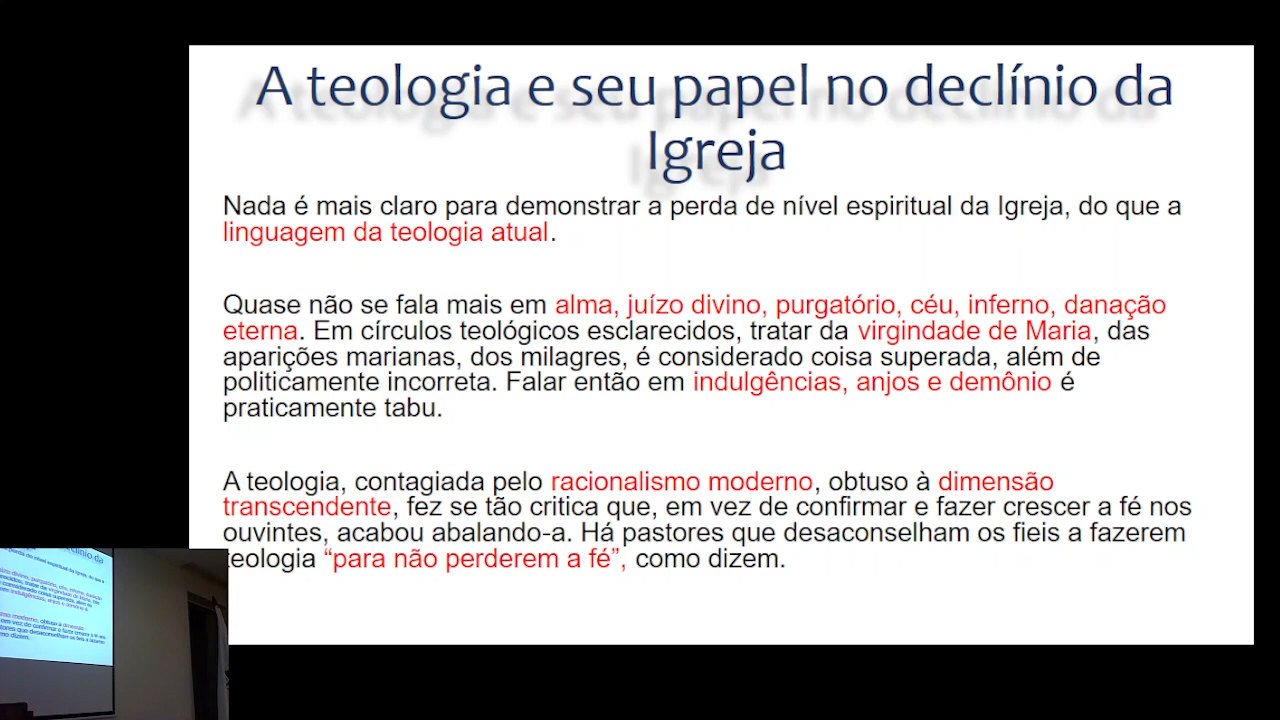 A teologia e seu papel no declínio da
Igreja
Nada é mais claro para demonstrar a perda de nível espiritual da Igreja, do que a
linguagem da teologia atual.
Quase não se fala mais em alma, juízo divino, purgatório, céu, inferno, danação
eterna. Em círculos teológicos esclarecidos, tratar da virgindade de Maria, das
aparições marianas, dos milagres, é considerado coisa superada, além de
politicamente incorreta. Falar então em indulgências, anjos e demônio é
praticamente tabu.
A teologia, contagiada pelo racionalismo moderno, obtuso à dimensão
transcendente, fez se tão critica que, em vez de confirmar e fazer crescer a fé nos
ouvintes, acabou abalando-a. Há pastores que desaconselham os fieis a fazerem
teologia “para não perderem a fé”, como dizem.